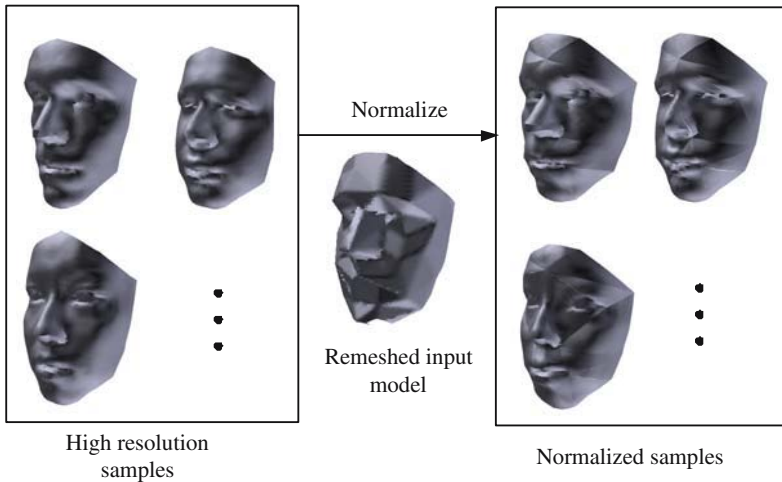 Normalize
Remeshed input
model
High resolution
samples
Normalized samples